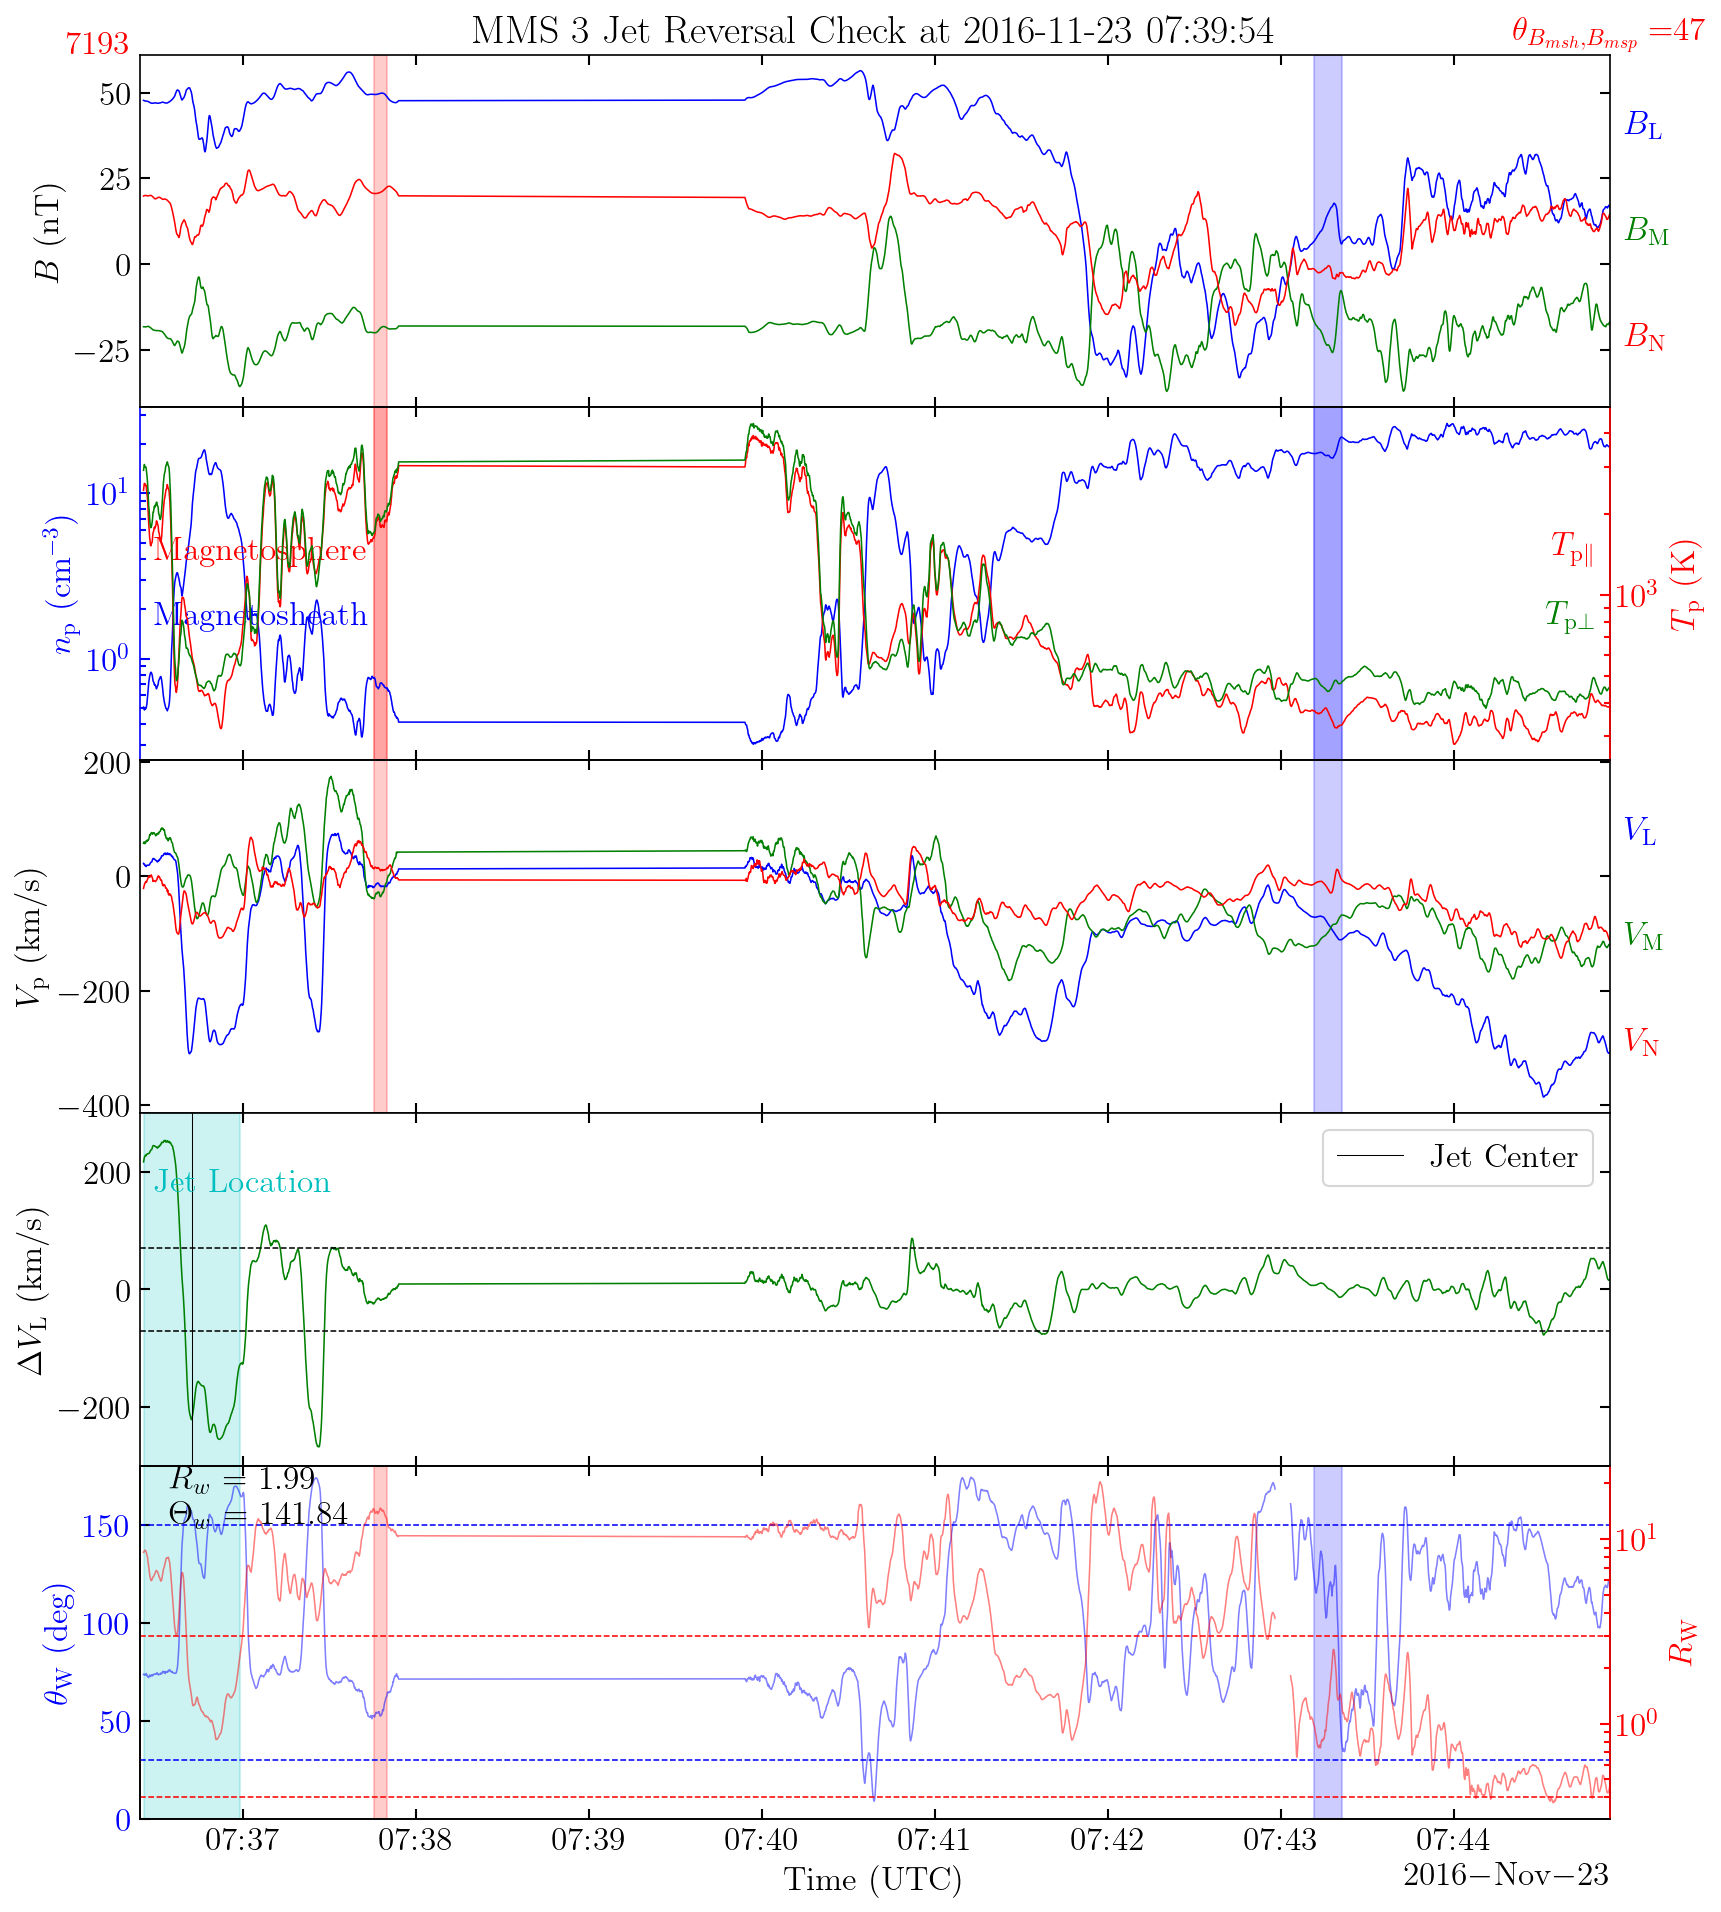 MMS 3 Jet Reversal Check at 2016-11-23 07:39:54
7193
θ_{B_{msh},B_{msp}} =47
B (nT)
50
25
0
−25
B_L
B_M
B_N
n_p (cm^{−3})
10^1
10^0
Magnetosphere
Magnetosheath
T_{p∥}
T_{p⊥}
10^3
T_p (K)
V_p (km/s)
200
0
−200
−400
V_L
V_M
V_N
ΔV_L (km/s)
200
0
−200
Jet Location
Jet Center
R_w = 1.99
Θ_w = 141.84
θ_W (deg)
150
100
50
0
10^1
10^0
R_W
07:37 07:38 07:39 07:40 07:41 07:42 07:43 07:44
Time (UTC)
2016−Nov−23